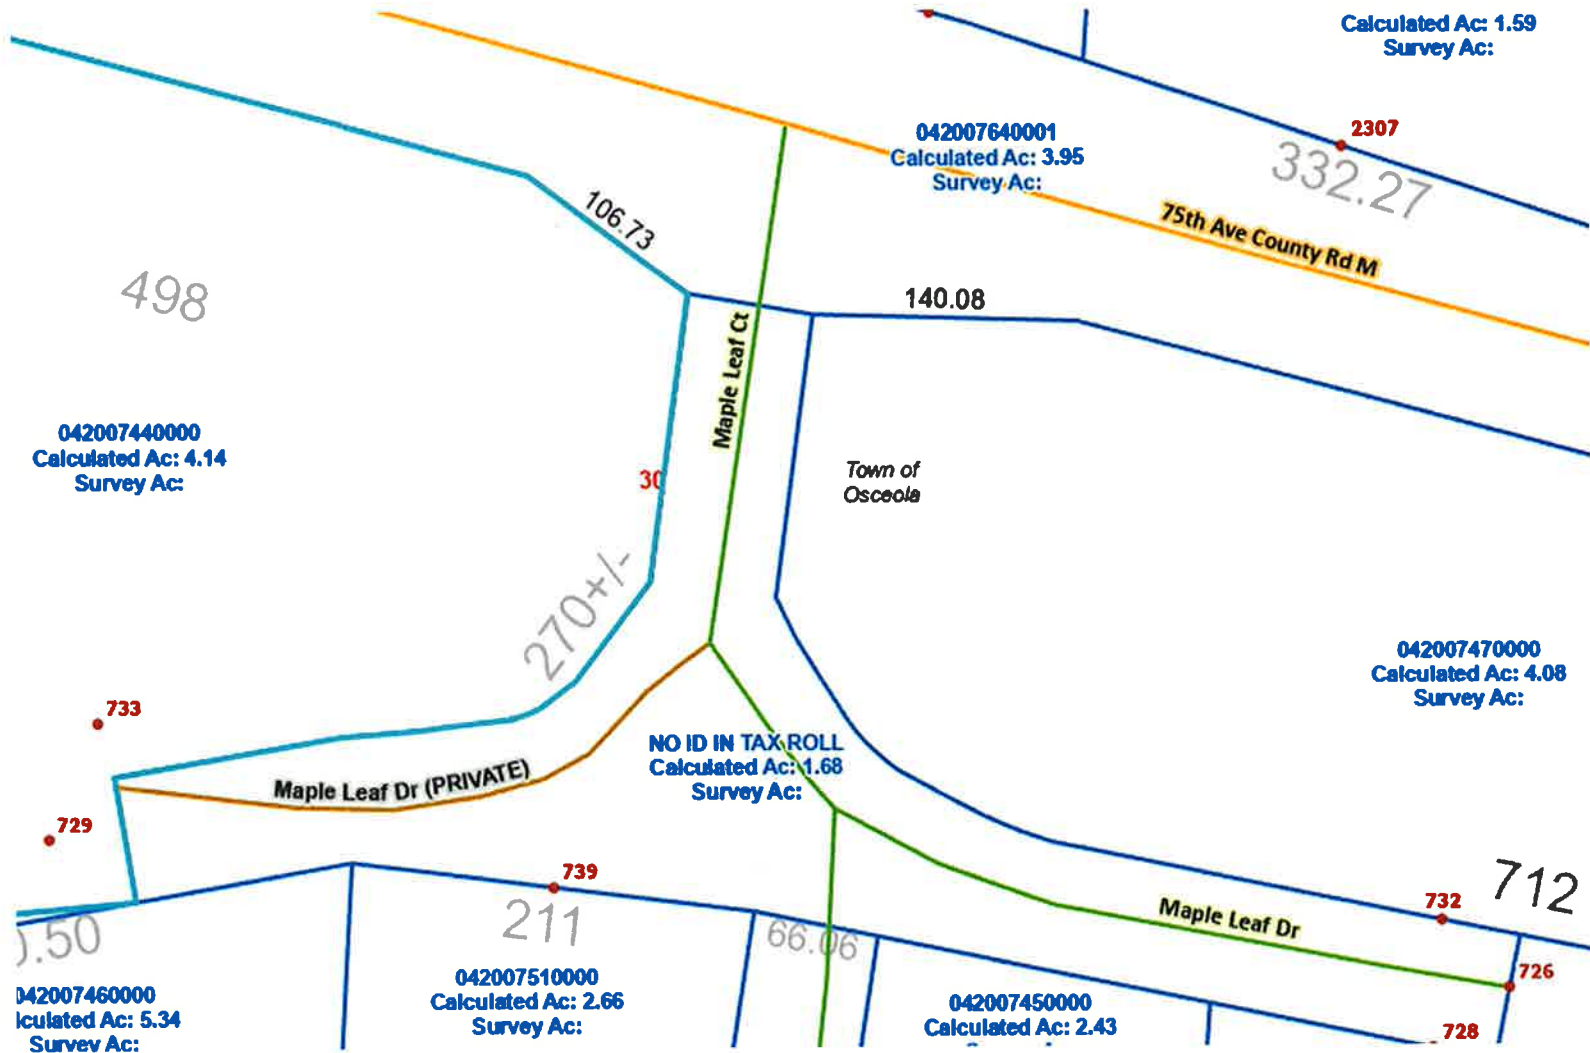 Calculated Ac: 1.59
Survey Ac:
042007640001
Calculated Ac: 3.95
Survey Ac:
2307
332.27
75th Ave County Rd M
106.73
498
140.08
Maple Leaf Ct
042007440000
Calculated Ac: 4.14
Survey Ac:
30
Town of
Osceola
270+/-
042007470000
Calculated Ac: 4.08
Survey Ac:
733
NO ID IN TAX ROLL
Calculated Ac: 1.68
Survey Ac:
Maple Leaf Dr (PRIVATE)
729
739
712
732
Maple Leaf Dr
211
66.06
).50
726
042007510000
Calculated Ac: 2.66
Survey Ac:
042007460000
lculated Ac: 5.34
Survey Ac:
042007450000
Calculated Ac: 2.43
728